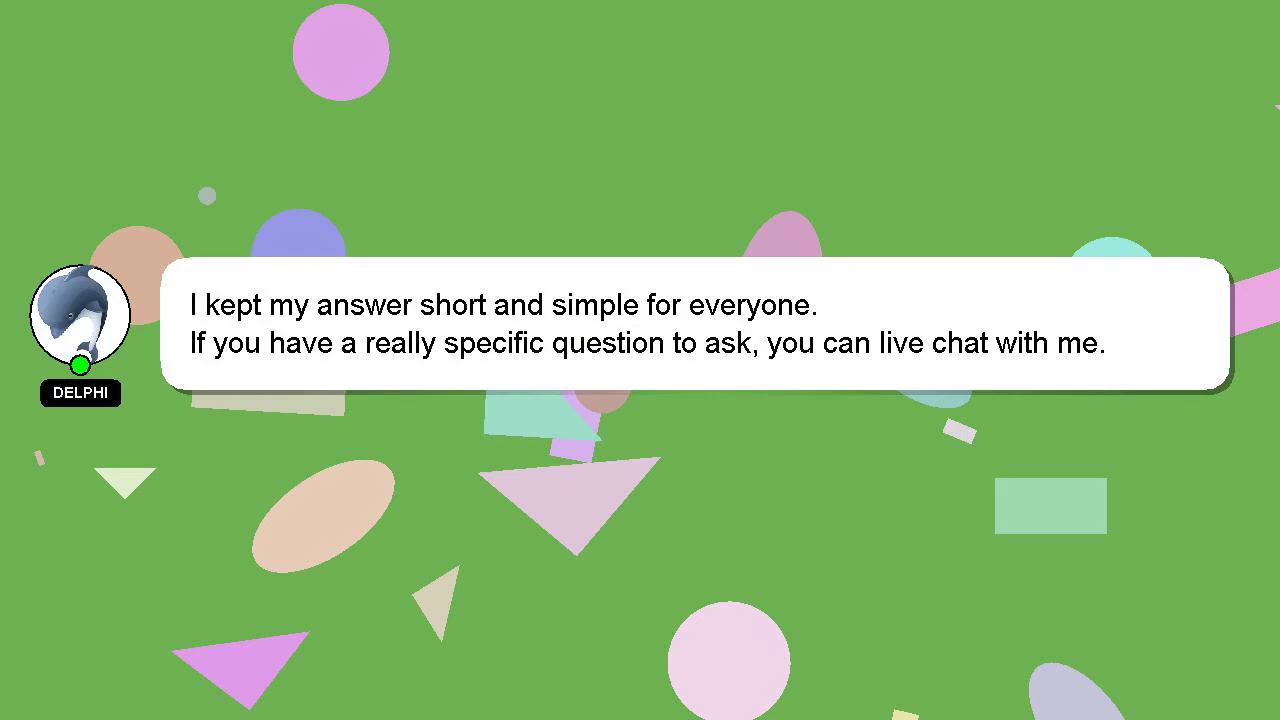 I kept my answer short and simple for everyone.
If you have a really specific question to ask, you can live chat with me.
DELPHI